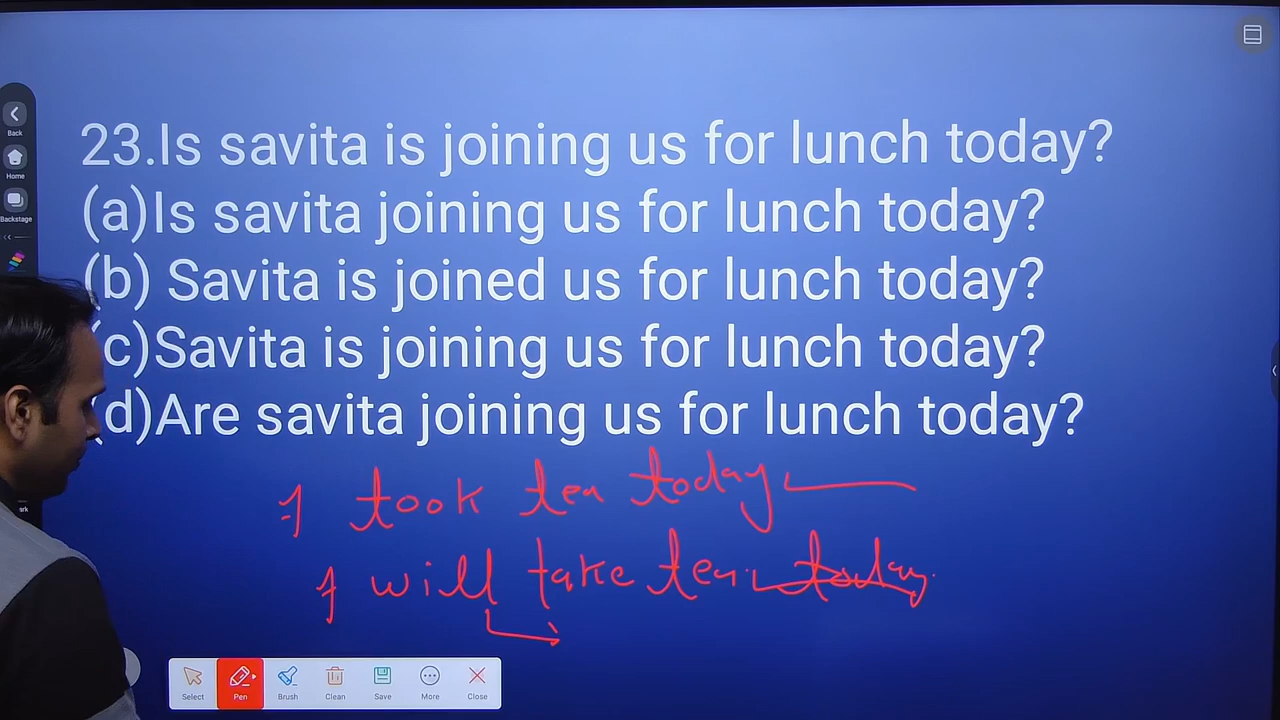 23.Is savita is joining us for lunch today?
(a)Is savita joining us for lunch today?
(b) Savita is joined us for lunch today?
(c)Savita is joining us for lunch today?
(d)Are savita joining us for lunch today?
I took tea today
I will take tea today.
Back
Home
Backstage
Select
Pen
Brush
Clean
Save
More
Close